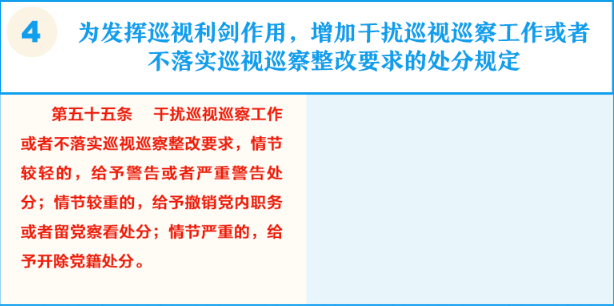 4
为发挥巡视利剑作用，增加干扰巡视巡察工作或者
不落实巡视巡察整改要求的处分规定
第五十五条 干扰巡视巡察工作
或者不落实巡视巡察整改要求，情节
较轻的，给予警告或者严重警告处
分；情节较重的，给予撤销党内职务
或者留党察看处分；情节严重的，给
予开除党籍处分。